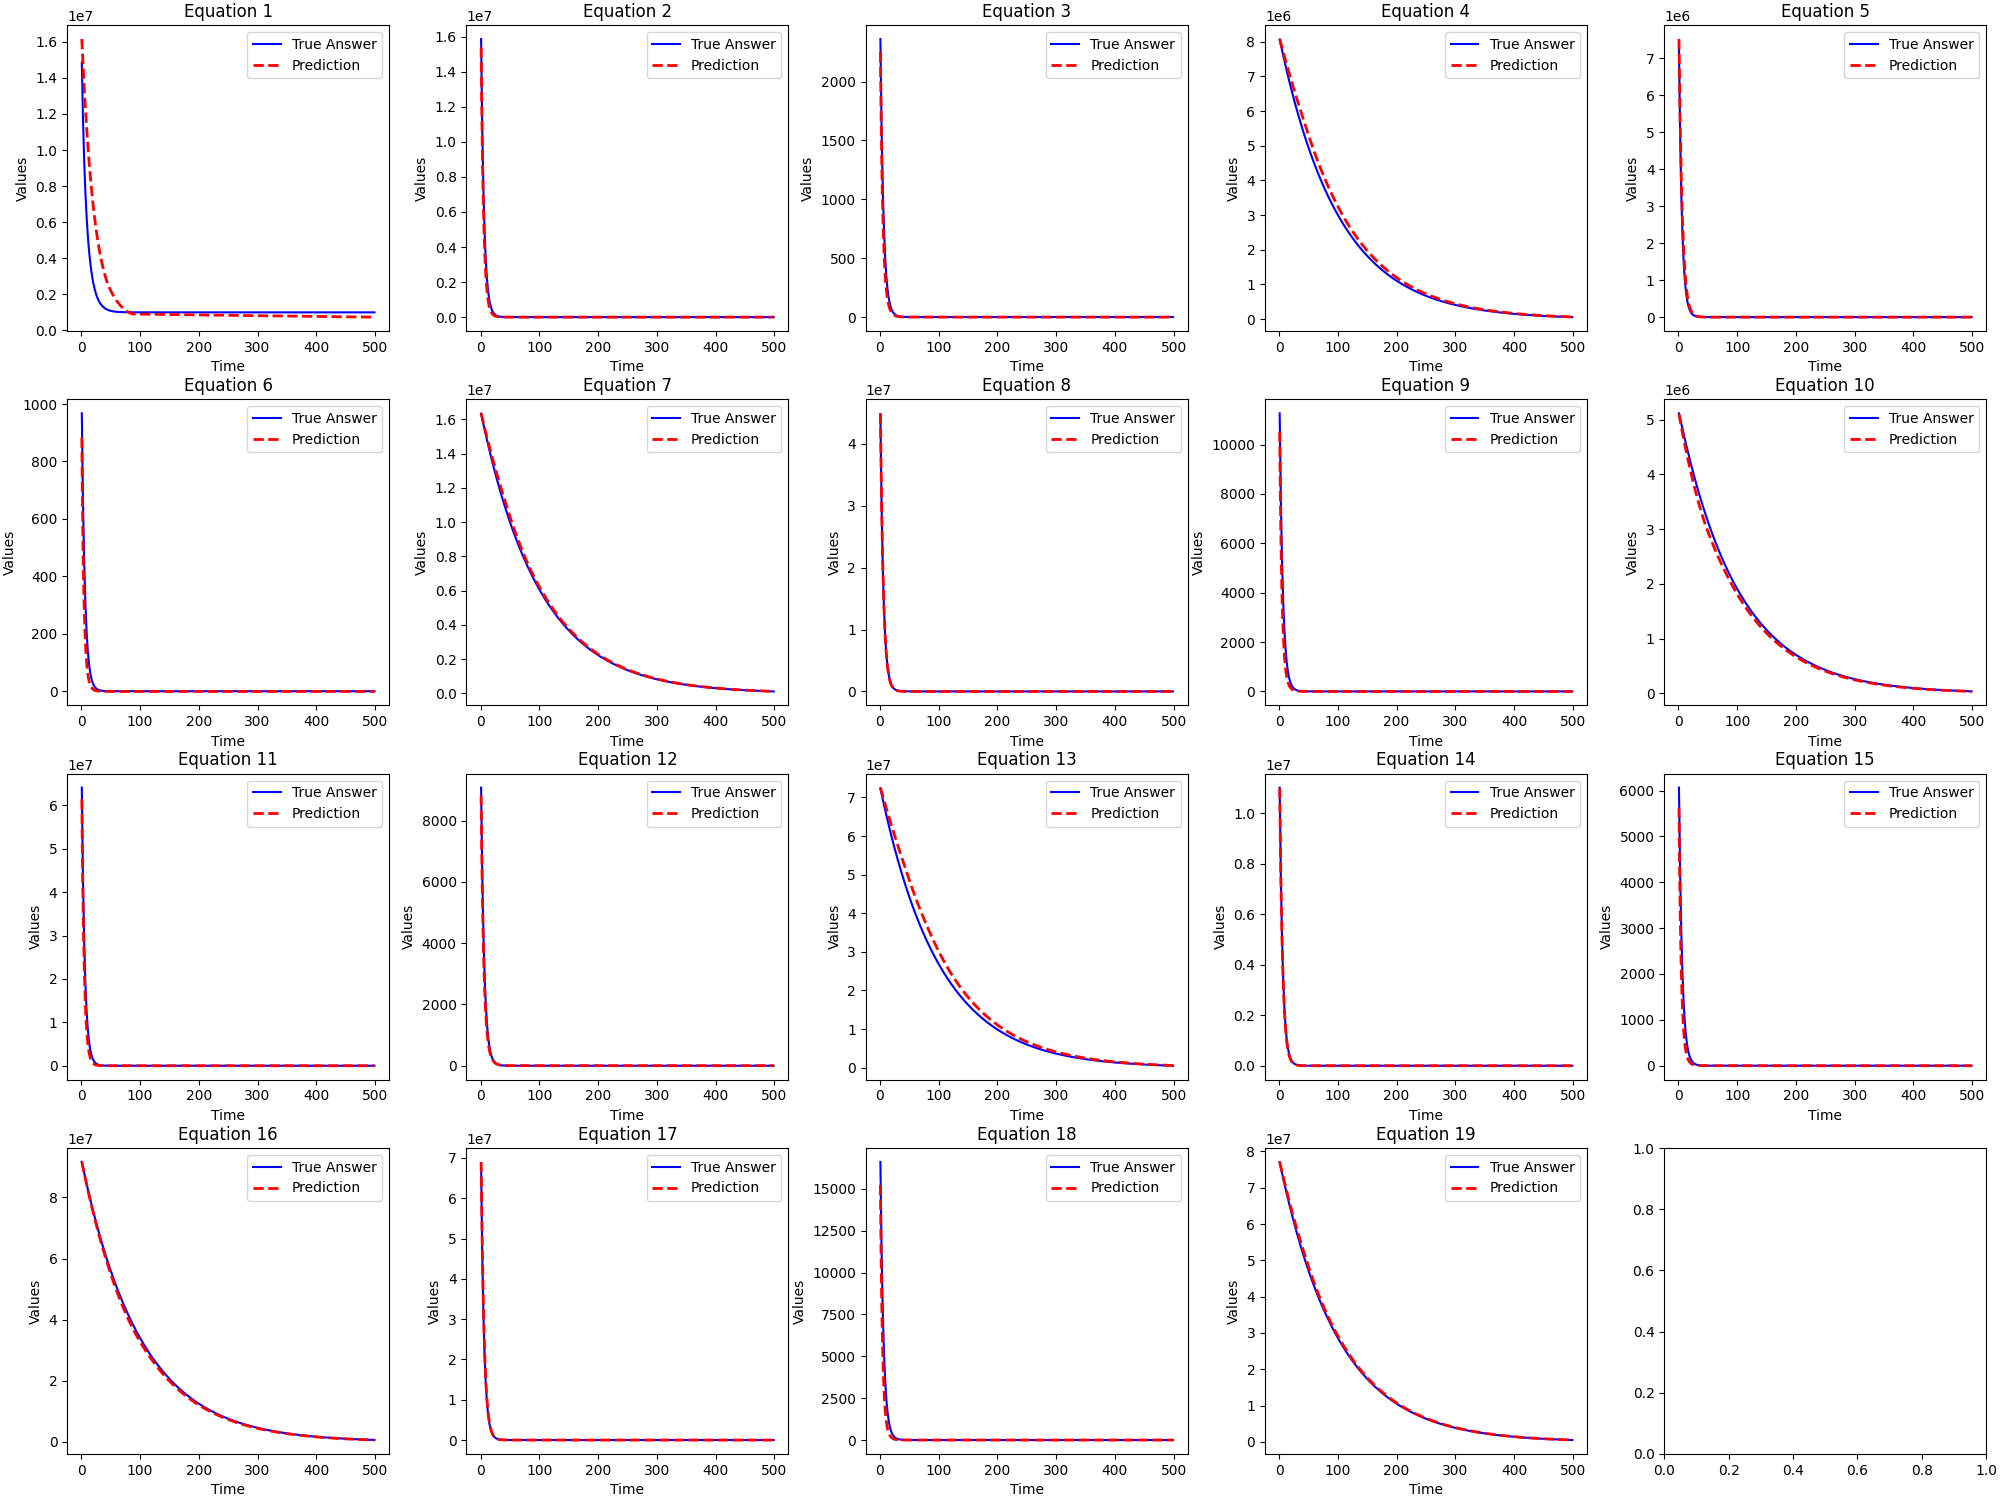 Equation 1
1e7
1.6
1.4
1.2
1.0
0.8
0.6
0.4
0.2
0.0
Values
True Answer
Prediction
0 100 200 300 400 500
Time
Equation 2
1e7
1.6
1.4
1.2
1.0
0.8
0.6
0.4
0.2
0.0
Values
True Answer
Prediction
0 100 200 300 400 500
Time
Equation 3
2000
1500
1000
500
0
Values
True Answer
Prediction
0 100 200 300 400 500
Time
Equation 4
1e6
8
7
6
5
4
3
2
1
0
Values
True Answer
Prediction
0 100 200 300 400 500
Time
Equation 5
1e6
7
6
5
4
3
2
1
0
Values
True Answer
Prediction
0 100 200 300 400 500
Time
Equation 6
1000
800
600
400
200
0
Values
True Answer
Prediction
0 100 200 300 400 500
Time
Equation 7
1e7
1.6
1.4
1.2
1.0
0.8
0.6
0.4
0.2
0.0
Values
True Answer
Prediction
0 100 200 300 400 500
Time
Equation 8
1e7
4
3
2
1
0
Values
True Answer
Prediction
0 100 200 300 400 500
Time
Equation 9
10000
8000
6000
4000
2000
0
Values
True Answer
Prediction
0 100 200 300 400 500
Time
Equation 10
1e6
5
4
3
2
1
0
Values
True Answer
Prediction
0 100 200 300 400 500
Time
Equation 11
1e7
6
5
4
3
2
1
0
Values
True Answer
Prediction
0 100 200 300 400 500
Time
Equation 12
8000
6000
4000
2000
0
Values
True Answer
Prediction
0 100 200 300 400 500
Time
Equation 13
1e7
7
6
5
4
3
2
1
0
Values
True Answer
Prediction
0 100 200 300 400 500
Time
Equation 14
1e7
1.0
0.8
0.6
0.4
0.2
0.0
Values
True Answer
Prediction
0 100 200 300 400 500
Time
Equation 15
6000
5000
4000
3000
2000
1000
0
Values
True Answer
Prediction
0 100 200 300 400 500
Time
Equation 16
1e7
8
6
4
2
0
Values
True Answer
Prediction
0 100 200 300 400 500
Time
Equation 17
1e7
7
6
5
4
3
2
1
0
Values
True Answer
Prediction
0 100 200 300 400 500
Time
Equation 18
15000
12500
10000
7500
5000
2500
0
Values
True Answer
Prediction
0 100 200 300 400 500
Time
Equation 19
1e7
8
7
6
5
4
3
2
1
0
Values
True Answer
Prediction
0 100 200 300 400 500
Time
1.0
0.8
0.6
0.4
0.2
0.0
0.0 0.2 0.4 0.6 0.8 1.0